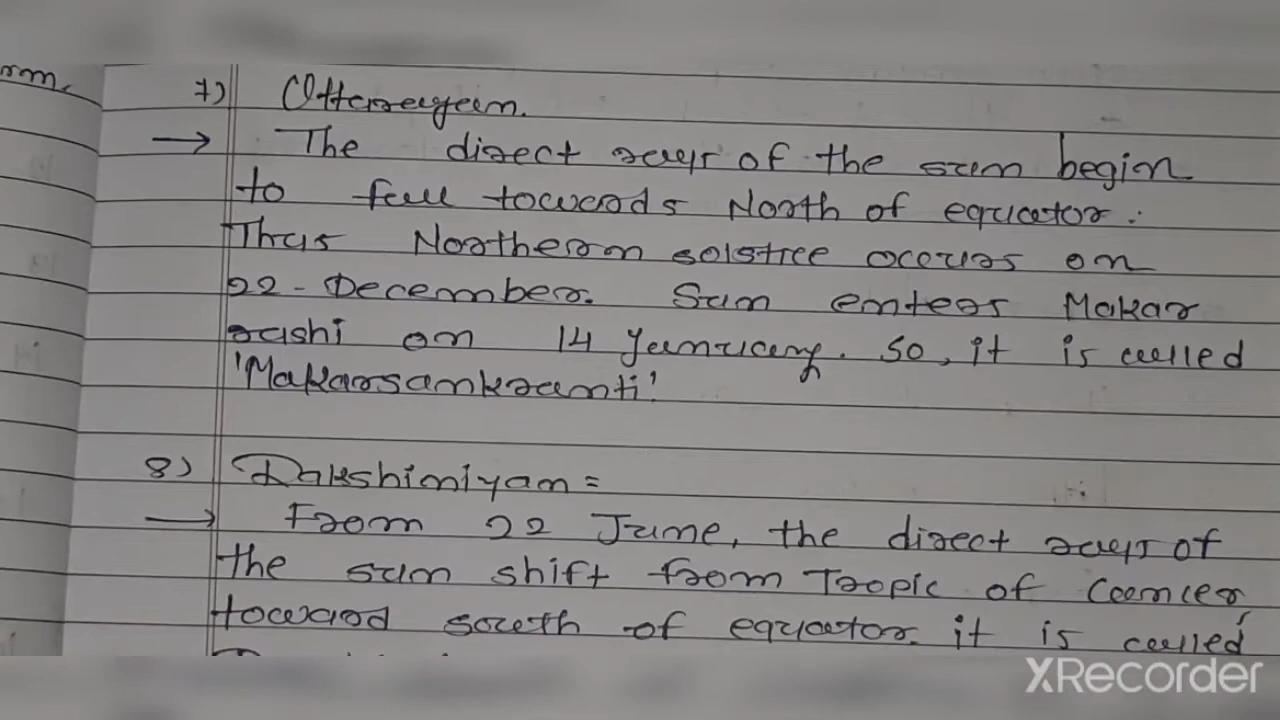 rm,
7) Uttarayan.
→ The direct rays of the sun begin
to fall towards North of equator.
Thus Northern solstice occurs on
22 - December. Sun enters Makar
rashi on 14 January. So, it is called
'Makarsankranti'
8) Dakshiniyan =
→ From 22 June, the direct rays of
the sun shift from Tropic of Cancer,
toward south of equator. it is called
XRecorder